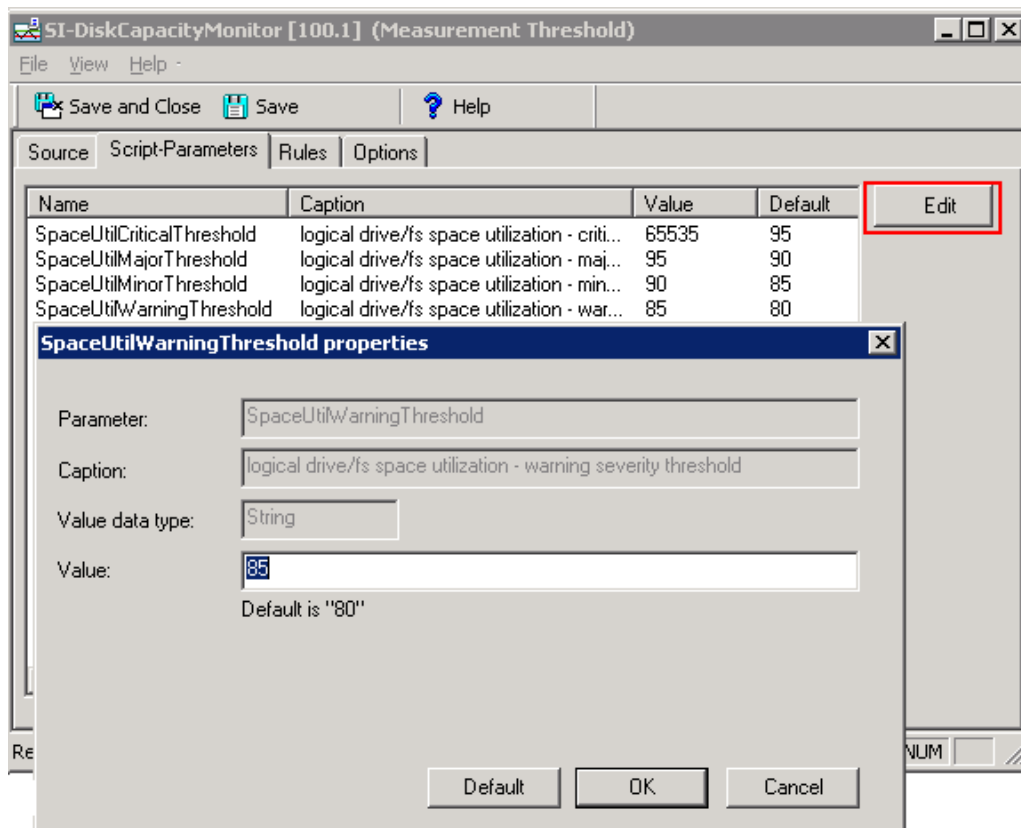 SI-DiskCapacityMonitor [100.1] (Measurement Threshold)
File View Help
Save and Close Save Help
Source Script-Parameters Rules Options
Name Caption Value Default
Edit
SpaceUtilCriticalThreshold logical drive/fs space utilization - criti... 65535 95
SpaceUtilMajorThreshold logical drive/fs space utilization - maj... 95 90
SpaceUtilMinorThreshold logical drive/fs space utilization - min... 90 85
SpaceUtilWarningThreshold logical drive/fs space utilization - war... 85 80
SpaceUtilWarningThreshold properties
Parameter: SpaceUtilWarningThreshold
Caption: logical drive/fs space utilization - warning severity threshold
Value data type: String
Value: 85
Default is "80"
Re NUM
Default OK Cancel